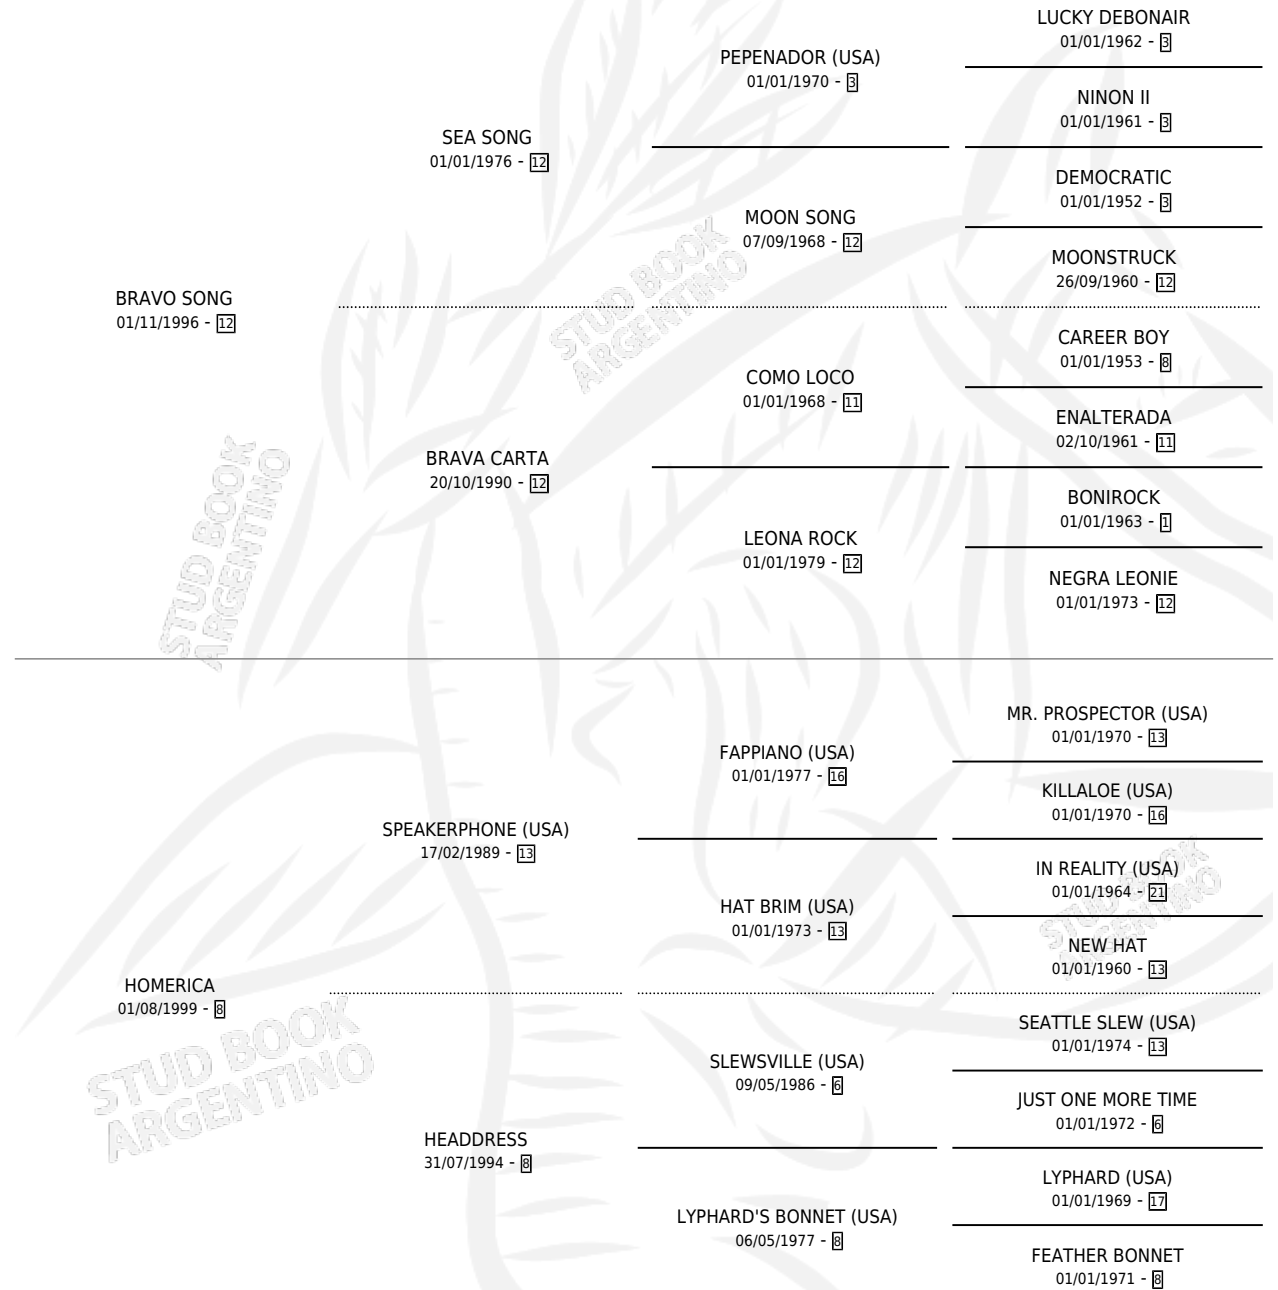 LUCKY DEBONAIR
01/01/1962 - 3
PEPENADOR (USA)
01/01/1970 - 3
NINON II
01/01/1961 - 3
SEA SONG
01/01/1976 - 12
DEMOCRATIC
01/01/1952 - 3
MOON SONG
07/09/1968 - 12
MOONSTRUCK
26/09/1960 - 12
BRAVO SONG
01/11/1996 - 12
STUD BOOK
ARGENTINO
CAREER BOY
01/01/1953 - 8
COMO LOCO
01/01/1968 - 11
ENALTERADA
02/10/1961 - 11
BRAVA CARTA
20/10/1990 - 12
BONIROCK
01/01/1963 - 1
LEONA ROCK
01/01/1979 - 12
NEGRA LEONIE
01/01/1973 - 12
STUD BOOK
ARGENTINO
MR. PROSPECTOR (USA)
01/01/1970 - 13
FAPPIANO (USA)
01/01/1977 - 16
KILLALOE (USA)
01/01/1970 - 16
SPEAKERPHONE (USA)
17/02/1989 - 13
IN REALITY (USA)
01/01/1964 - 21
HAT BRIM (USA)
01/01/1973 - 13
STUD BOOK
ARGENTINO
NEW HAT
01/01/1960 - 13
HOMERICA
01/08/1999 - 8
SEATTLE SLEW (USA)
01/01/1974 - 13
SLEWSVILLE (USA)
09/05/1986 - 6
JUST ONE MORE TIME
01/01/1972 - 6
STUD BOOK
ARGENTINO
HEADDRESS
31/07/1994 - 8
LYPHARD (USA)
01/01/1969 - 17
LYPHARD'S BONNET (USA)
06/05/1977 - 8
FEATHER BONNET
01/01/1971 - 8